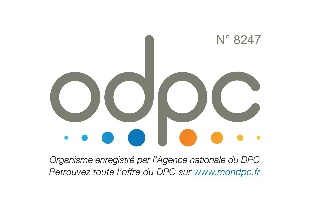 N° 8247
odpc
Organisme enregistré par l'Agence nationale du DPC
Retrouvez toute l'offre du DPC sur www.mondpc.fr